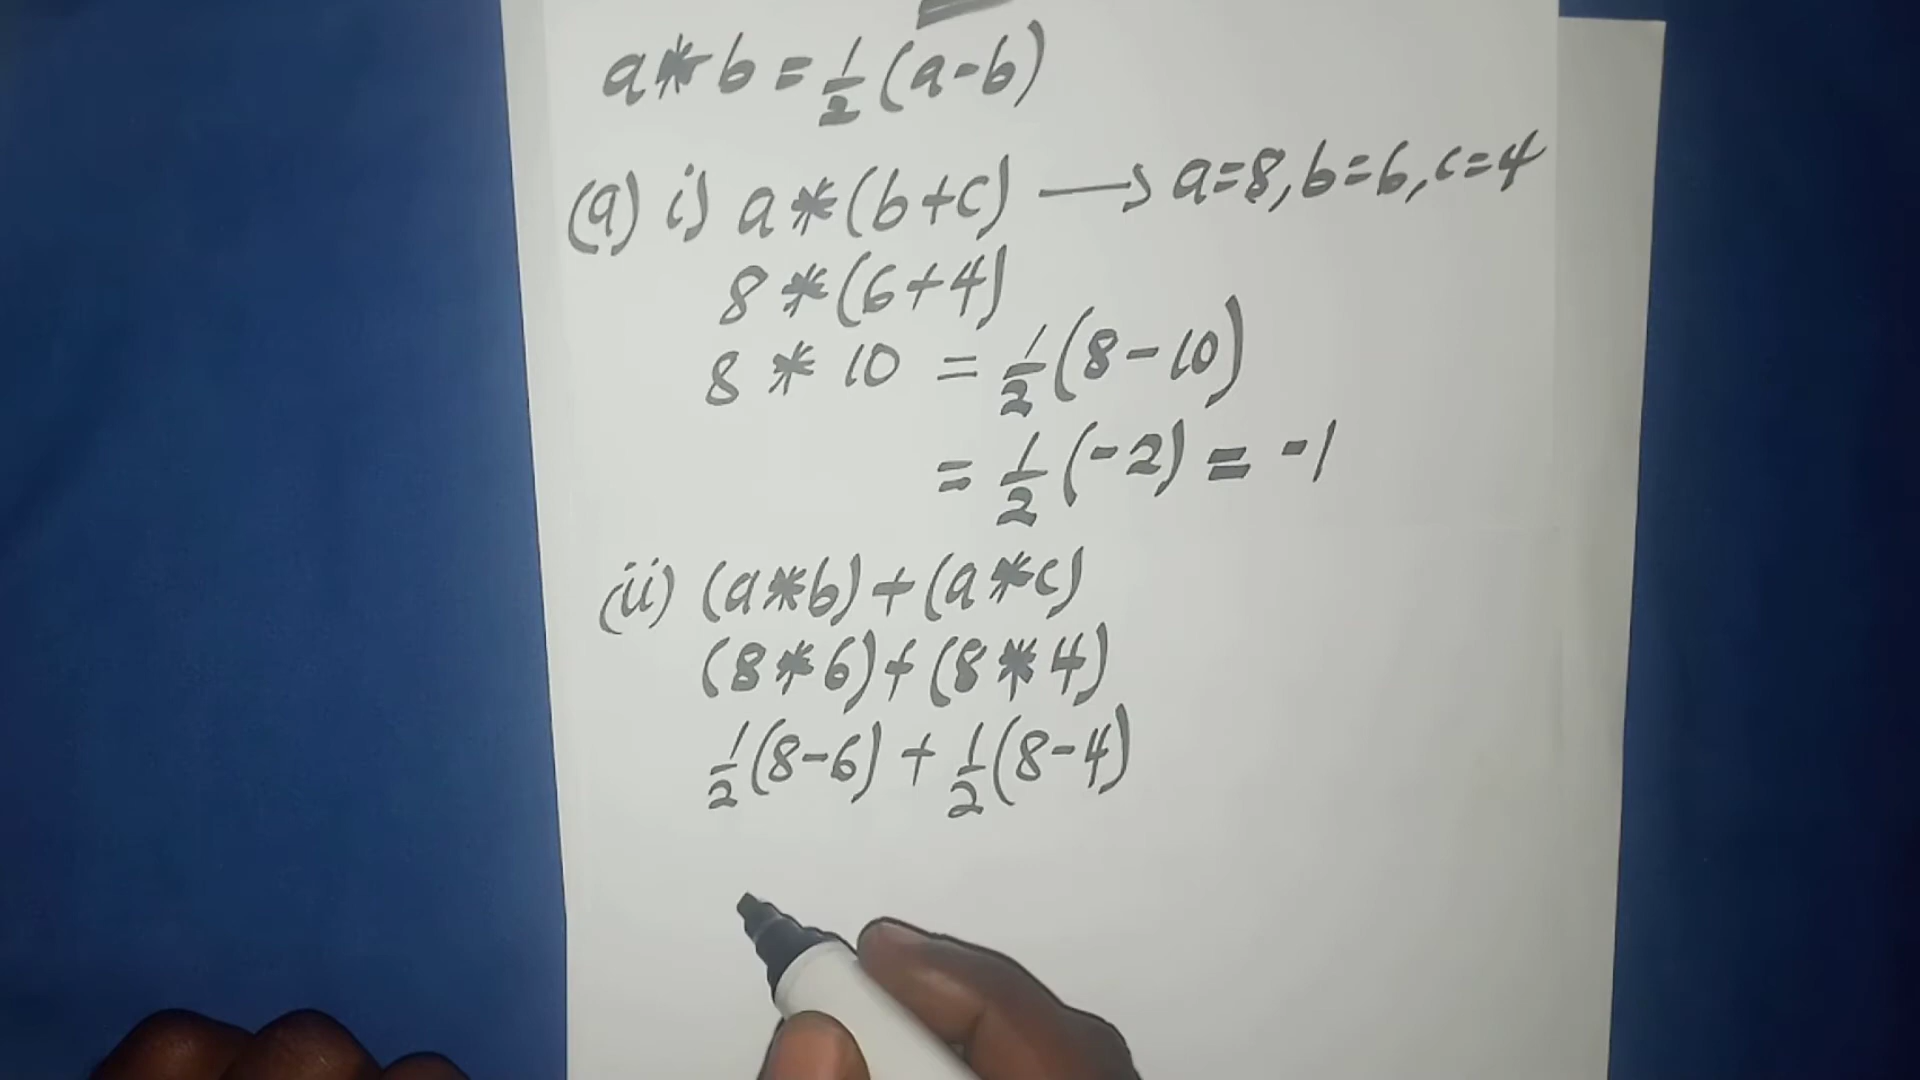 a*b = 1/2 (a-b)
(a) i) a*(b+c) → a=8, b=6, c=4
8*(6+4)
8 * 10 = 1/2 (8-10)
= 1/2 (-2) = -1
(ii) (a*b)+(a*c)
(8*6)+(8*4)
1/2 (8-6) + 1/2 (8-4)